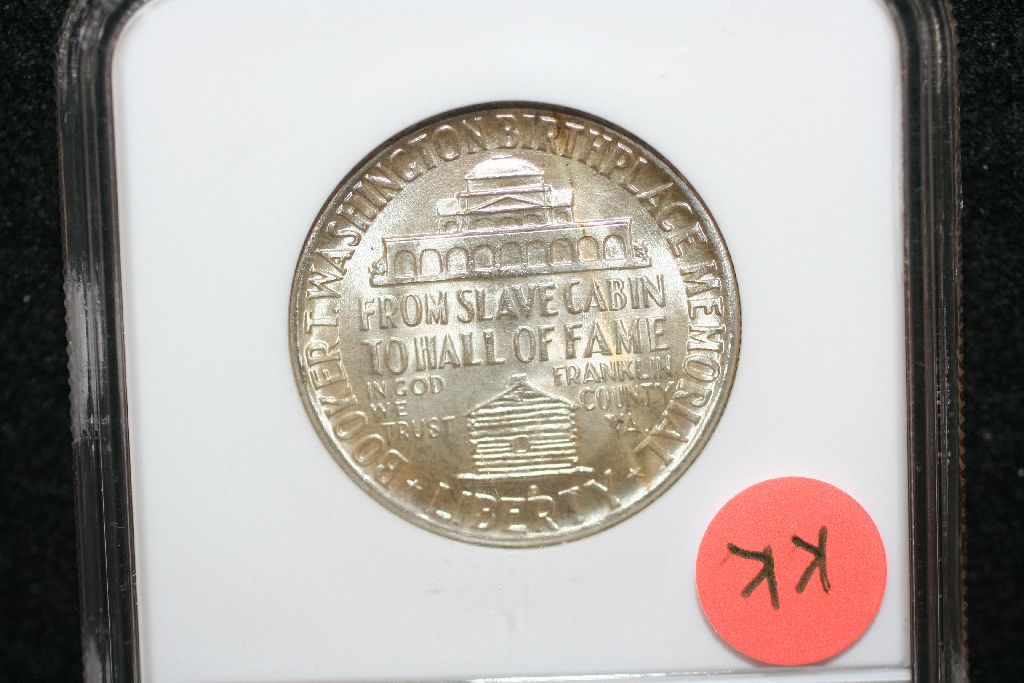 BOOKER T. WASHINGTON BIRTHPLACE MEMORIAL
FROM SLAVE CABIN
TO HALL OF FAME
IN GOD
WE
TRUST
FRANKLIN
COUNTY
VA.
LIBERTY
KK